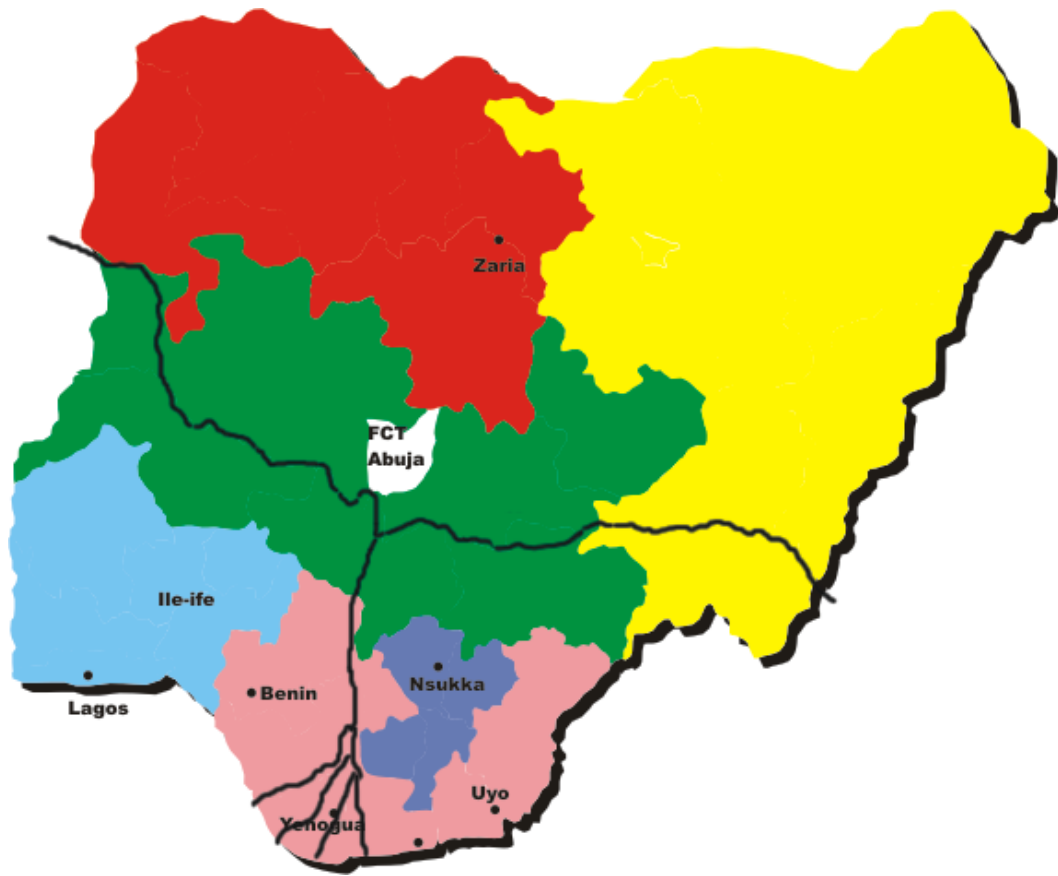 Zaria
FCT
Abuja
Ile-ife
Nsukka
Benin
Lagos
Uyo
Yenogua